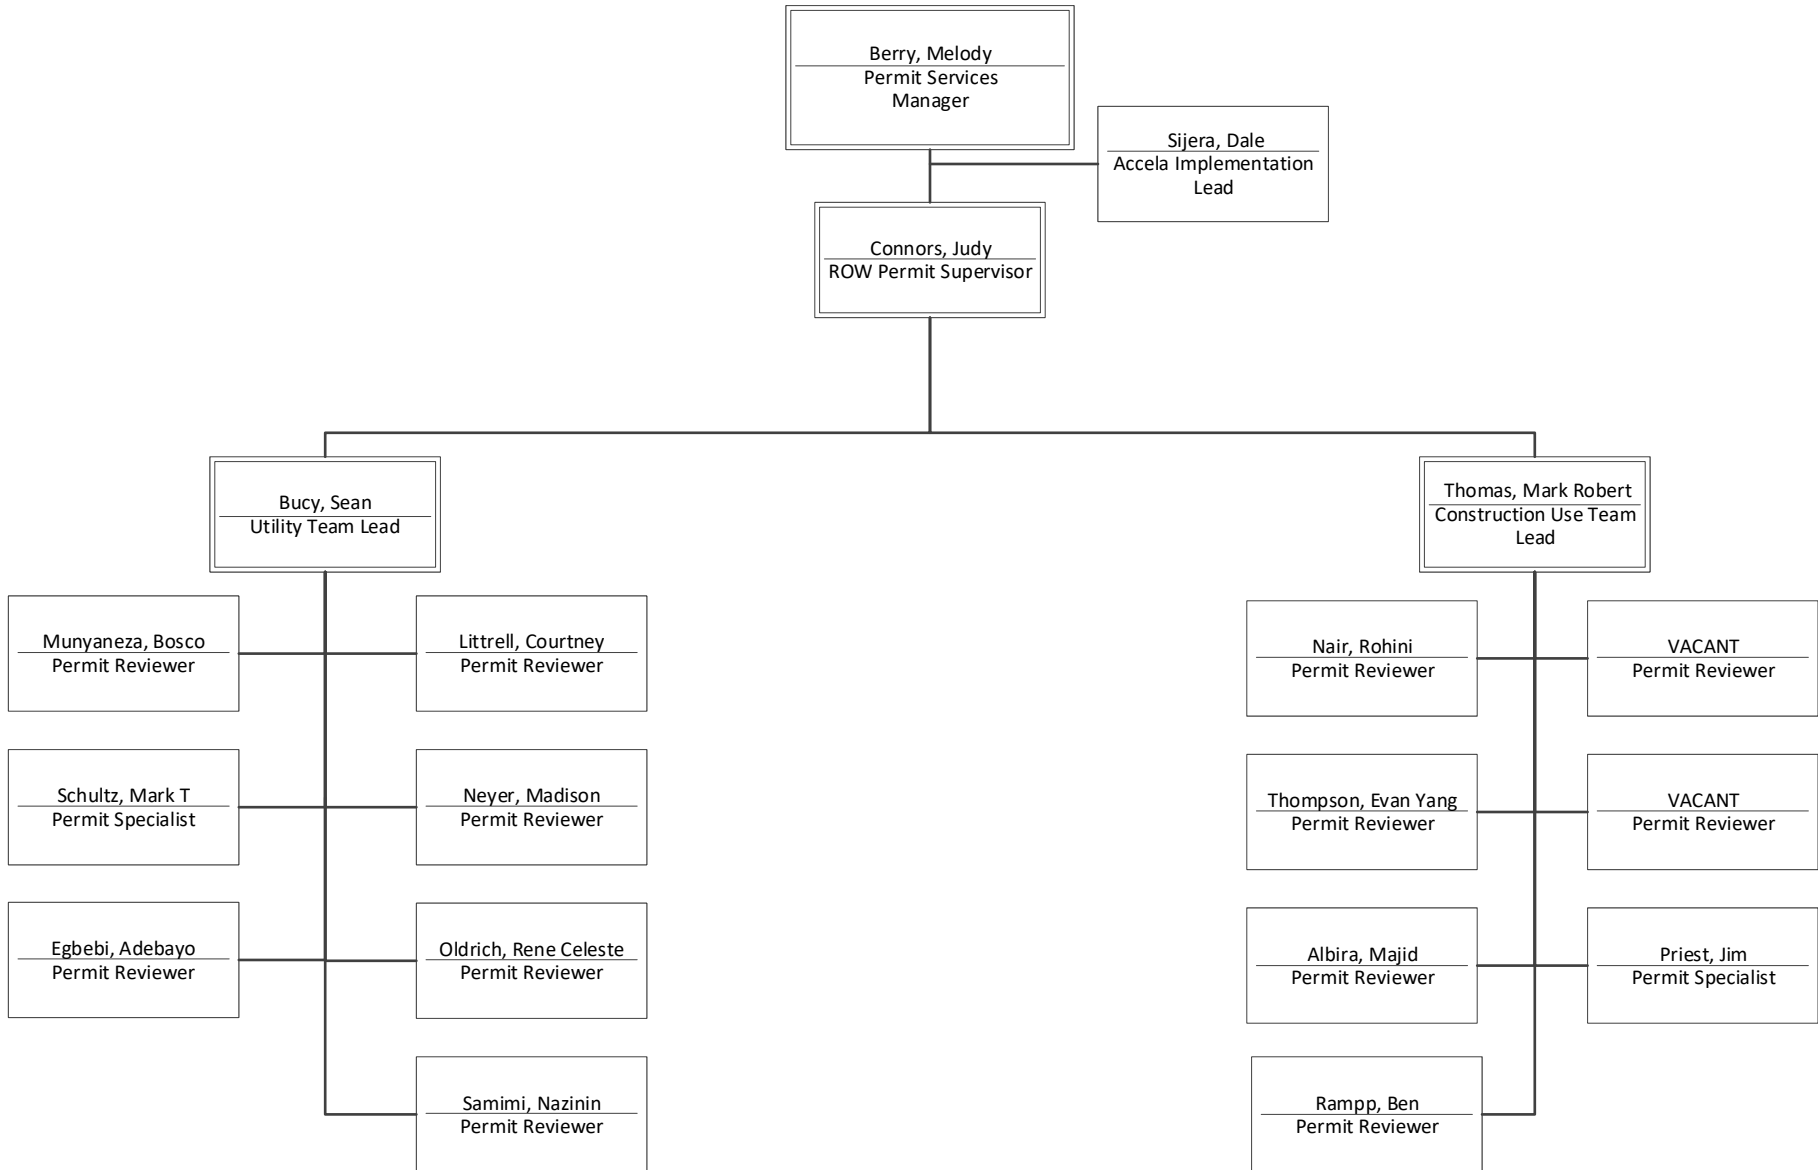 Berry, Melody
Permit Services
Manager
Sijera, Dale
Accela Implementation
Lead
Connors, Judy
ROW Permit Supervisor
Bucy, Sean
Utility Team Lead
Thomas, Mark Robert
Construction Use Team
Lead
Munyaneza, Bosco
Permit Reviewer
Littrell, Courtney
Permit Reviewer
Nair, Rohini
Permit Reviewer
VACANT
Permit Reviewer
Schultz, Mark T
Permit Specialist
Neyer, Madison
Permit Reviewer
Thompson, Evan Yang
Permit Reviewer
VACANT
Permit Reviewer
Egbebi, Adebayo
Permit Reviewer
Oldrich, Rene Celeste
Permit Reviewer
Albira, Majid
Permit Reviewer
Priest, Jim
Permit Specialist
Samimi, Nazinin
Permit Reviewer
Rampp, Ben
Permit Reviewer